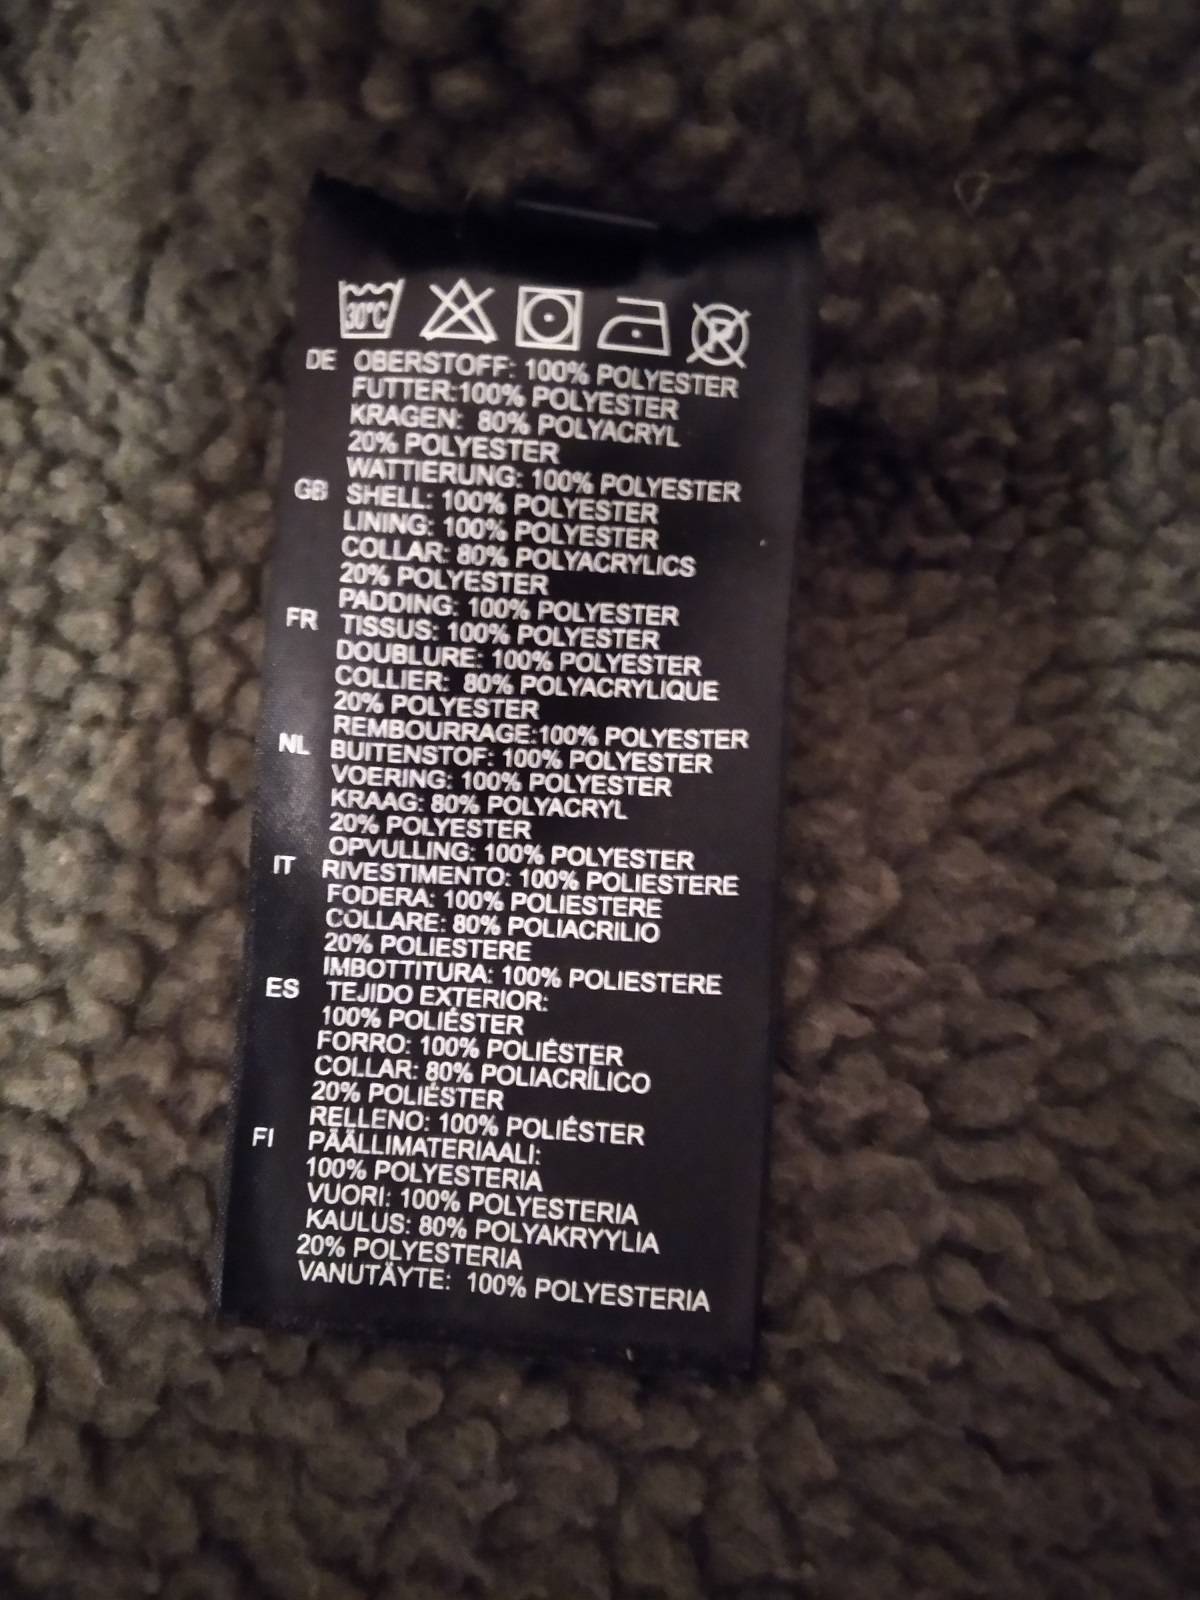 30°C
DE OBERSTOFF: 100% POLYESTER
FUTTER:100% POLYESTER
KRAGEN: 80% POLYACRYL
20% POLYESTER
WATTIERUNG: 100% POLYESTER
GB SHELL: 100% POLYESTER
LINING: 100% POLYESTER
COLLAR: 80% POLYACRYLICS
20% POLYESTER
PADDING: 100% POLYESTER
FR TISSUS: 100% POLYESTER
DOUBLURE: 100% POLYESTER
COLLIER: 80% POLYACRYLIQUE
20% POLYESTER
REMBOURRAGE:100% POLYESTER
NL BUITENSTOF: 100% POLYESTER
VOERING: 100% POLYESTER
KRAAG: 80% POLYACRYL
20% POLYESTER
OPVULLING: 100% POLYESTER
IT RIVESTIMENTO: 100% POLIESTERE
FODERA: 100% POLIESTERE
COLLARE: 80% POLIACRILIO
20% POLIESTERE
IMBOTTITURA: 100% POLIESTERE
ES TEJIDO EXTERIOR:
100% POLIÉSTER
FORRO: 100% POLIÉSTER
COLLAR: 80% POLIACRÍLICO
20% POLIÉSTER
RELLENO: 100% POLIÉSTER
FI PÄÄLLIMATERIAALI:
100% POLYESTERIA
VUORI: 100% POLYESTERIA
KAULUS: 80% POLYAKRYYLIA
20% POLYESTERIA
VANUTÄYTE: 100% POLYESTERIA